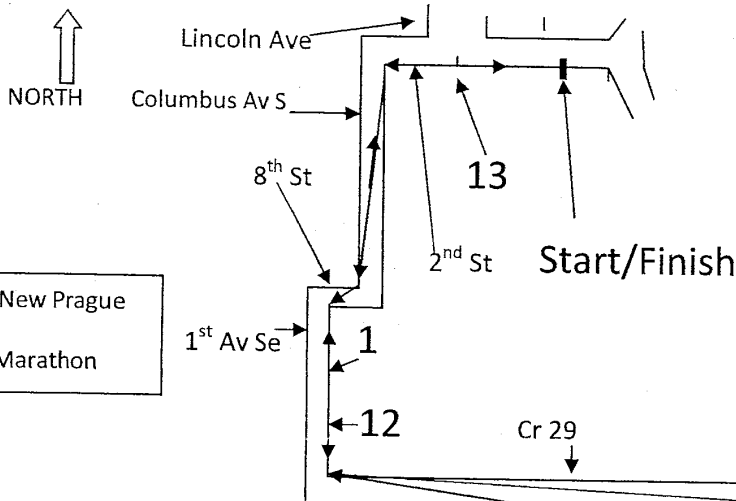 Lincoln Ave
NORTH
Columbus Av S
8th St
13
2nd St
Start/Finish
New Prague
Marathon
1st Av Se
1
12
Cr 29